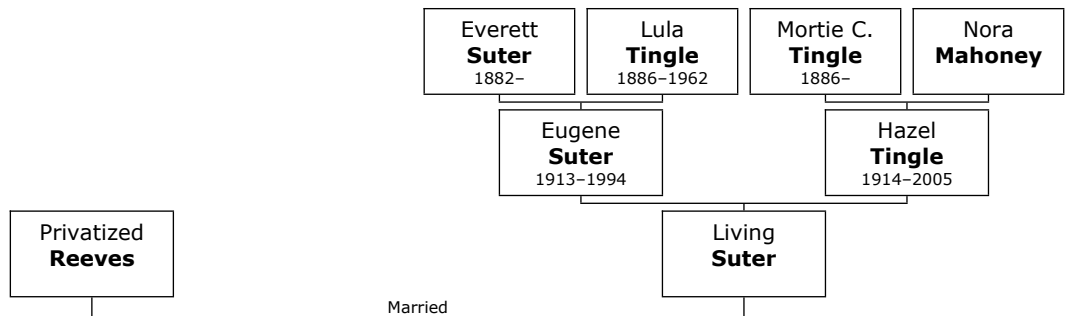 Everett
Suter
1882–
Lula
Tingle
1886–1962
Mortie C.
Tingle
1886–
Nora
Mahoney
Eugene
Suter
1913–1994
Hazel
Tingle
1914–2005
Privatized
Reeves
Living
Suter
Married